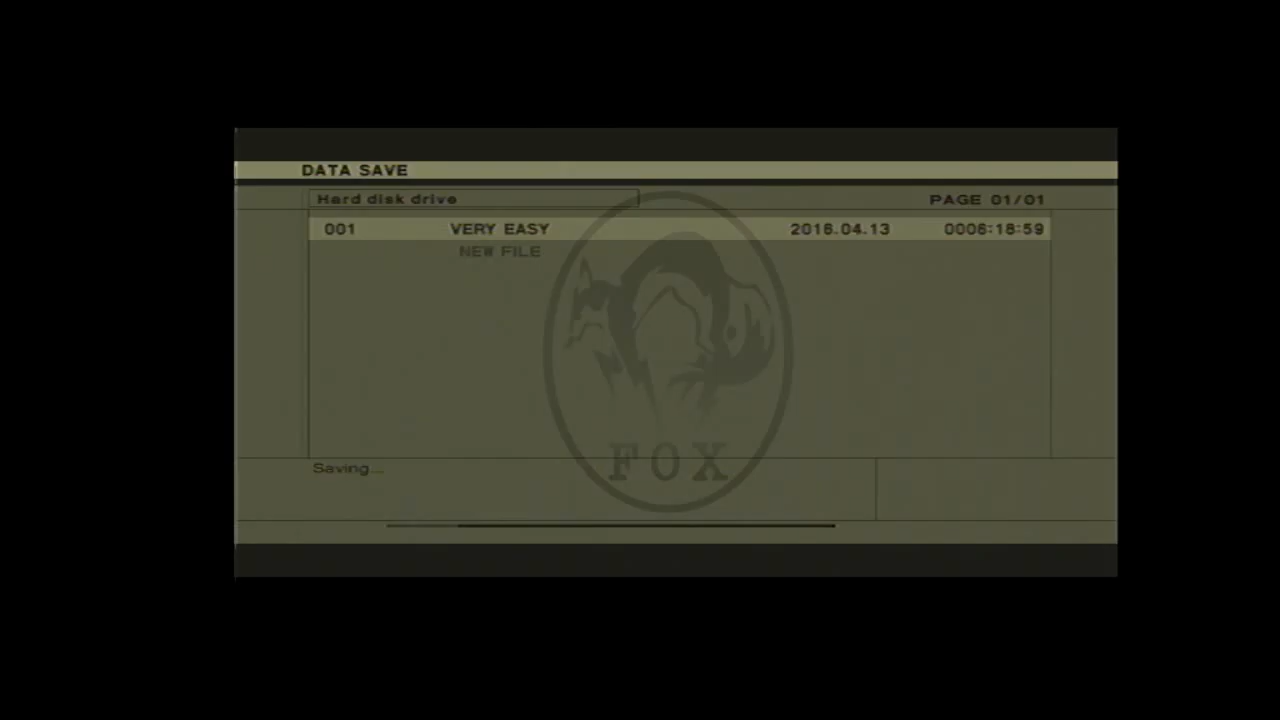 DATA SAVE
Hard disk drive PAGE 01/01
001 VERY EASY 2016.04.13 0006:18:59
NEW FILE
FOX
Saving...